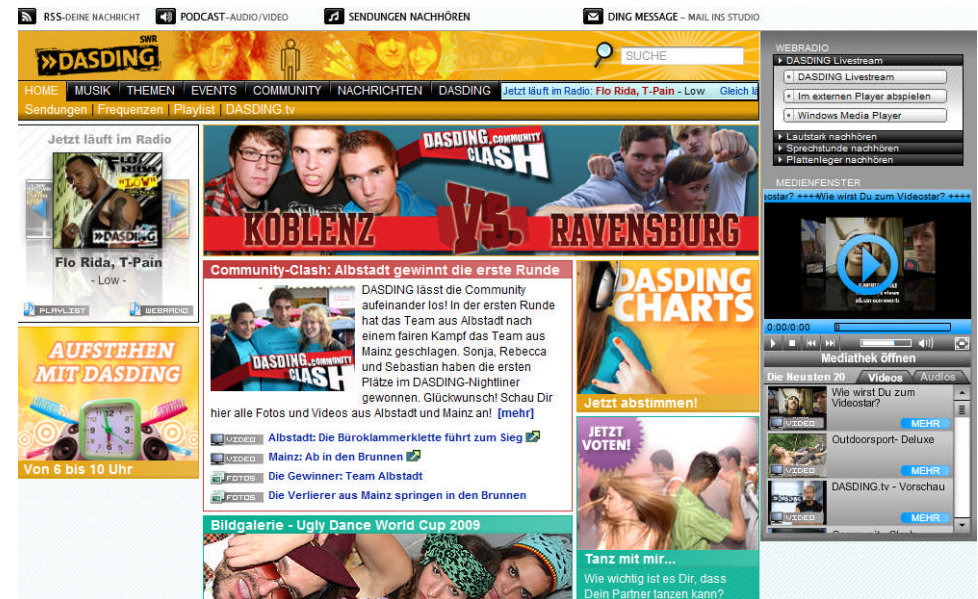 RSS-DEINE NACHRICHT
PODCAST-AUDIO/VIDEO
SENDUNGEN NACHHÖREN
DING MESSAGE – MAIL INS STUDIO
SWR
»DASDING
SUCHE
HOME MUSIK THEMEN EVENTS COMMUNITY NACHRICHTEN DASDING Jetzt läuft im Radio: Flo Rida, T-Pain - Low Gleich
Sendungen | Frequenzen | Playlist | DASDING.tv
Jetzt läuft im Radio
"LOW"
»DASDING
Flo Rida, T-Pain
- Low -
PLAYLIST
WEBRADIO
AUFSTEHEN
MIT DASDING
Von 6 bis 10 Uhr
DASDING.COMMUNITY
CLASH
KOBLENZ VS. RAVENSBURG
Community-Clash: Albstadt gewinnt die erste Runde
DASDING.COMMUNITY
CLASH
DASDING lässt die Community
aufeinander los! In der ersten Runde
hat das Team aus Albstadt nach
einem fairen Kampf das Team aus
Mainz geschlagen. Sonja, Rebecca
und Sebastian haben die ersten
Plätze im DASDING-Nightliner
gewonnen. Glückwunsch! Schau Dir
hier alle Fotos und Videos aus Albstadt und Mainz an! [mehr]
VIDEO Albstadt: Die Büroklammerklette führt zum Sieg
VIDEO Mainz: Ab in den Brunnen
FOTOS Die Gewinner: Team Albstadt
FOTOS Die Verlierer aus Mainz springen in den Brunnen
Bildgalerie - Ugly Dance World Cup 2009
DASDING
CHARTS
Jetzt abstimmen!
JETZT
VOTEN!
Tanz mit mir...
Wie wichtig ist es Dir, dass
Dein Partner tanzen kann?
WEBRADIO
DASDING Livestream
DASDING Livestream
Im externen Player abspielen
Windows Media Player
Lautstark nachhören
Sprechstunde nachhören
Plattenleger nachhören
MEDIENFENSTER
eostar? ++++Wie wirst Du zum Videostar? ++++
0:00/0:00
Mediathek öffnen
Die Neusten 20 Videos Audios
Wie wirst Du zum
Videostar?
VIDEO
MEHR
Outdoorsport- Deluxe
VIDEO
MEHR
DASDING.tv - Vorschau
VIDEO
MEHR